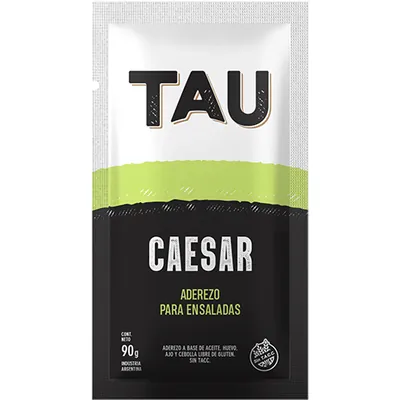 TAU
CAESAR
ADEREZO
PARA ENSALADAS
CONT.
NETO
90g
INDUSTRIA
ARGENTINA
ADEREZO A BASE DE ACEITE, HUEVO,
AJO Y CEBOLLA LIBRE DE GLUTEN.
SIN TACC.
SIN T.A.C.C.